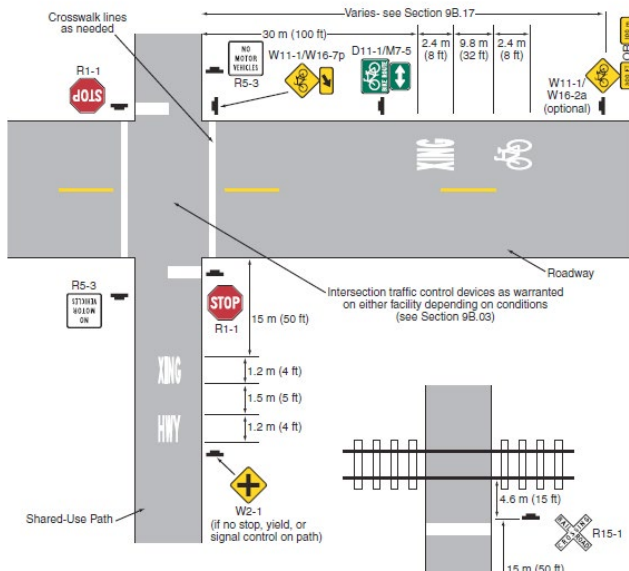 Crosswalk lines
as needed
Varies- see Section 9B.17
30 m (100 ft)
2.4 m
(8 ft)
9.8 m
(32 ft)
2.4 m
(8 ft)
R1-1
STOP
NO
MOTOR
VEHICLES
R5-3
W11-1/W16-7p
D11-1/M7-5
BIKE ROUTE
W11-1/
W16-2a
(optional)
XING
Roadway
R5-3
NO
MOTOR
VEHICLES
STOP
R1-1
Intersection traffic control devices as warranted
on either facility depending on conditions
(see Section 9B.03)
15 m (50 ft)
XING
1.2 m (4 ft)
1.5 m (5 ft)
HWY
1.2 m (4 ft)
W2-1
(if no stop, yield, or
signal control on path)
Shared-Use Path
4.6 m (15 ft)
RAILROAD
CROSSING
R15-1
15 m (50 ft)